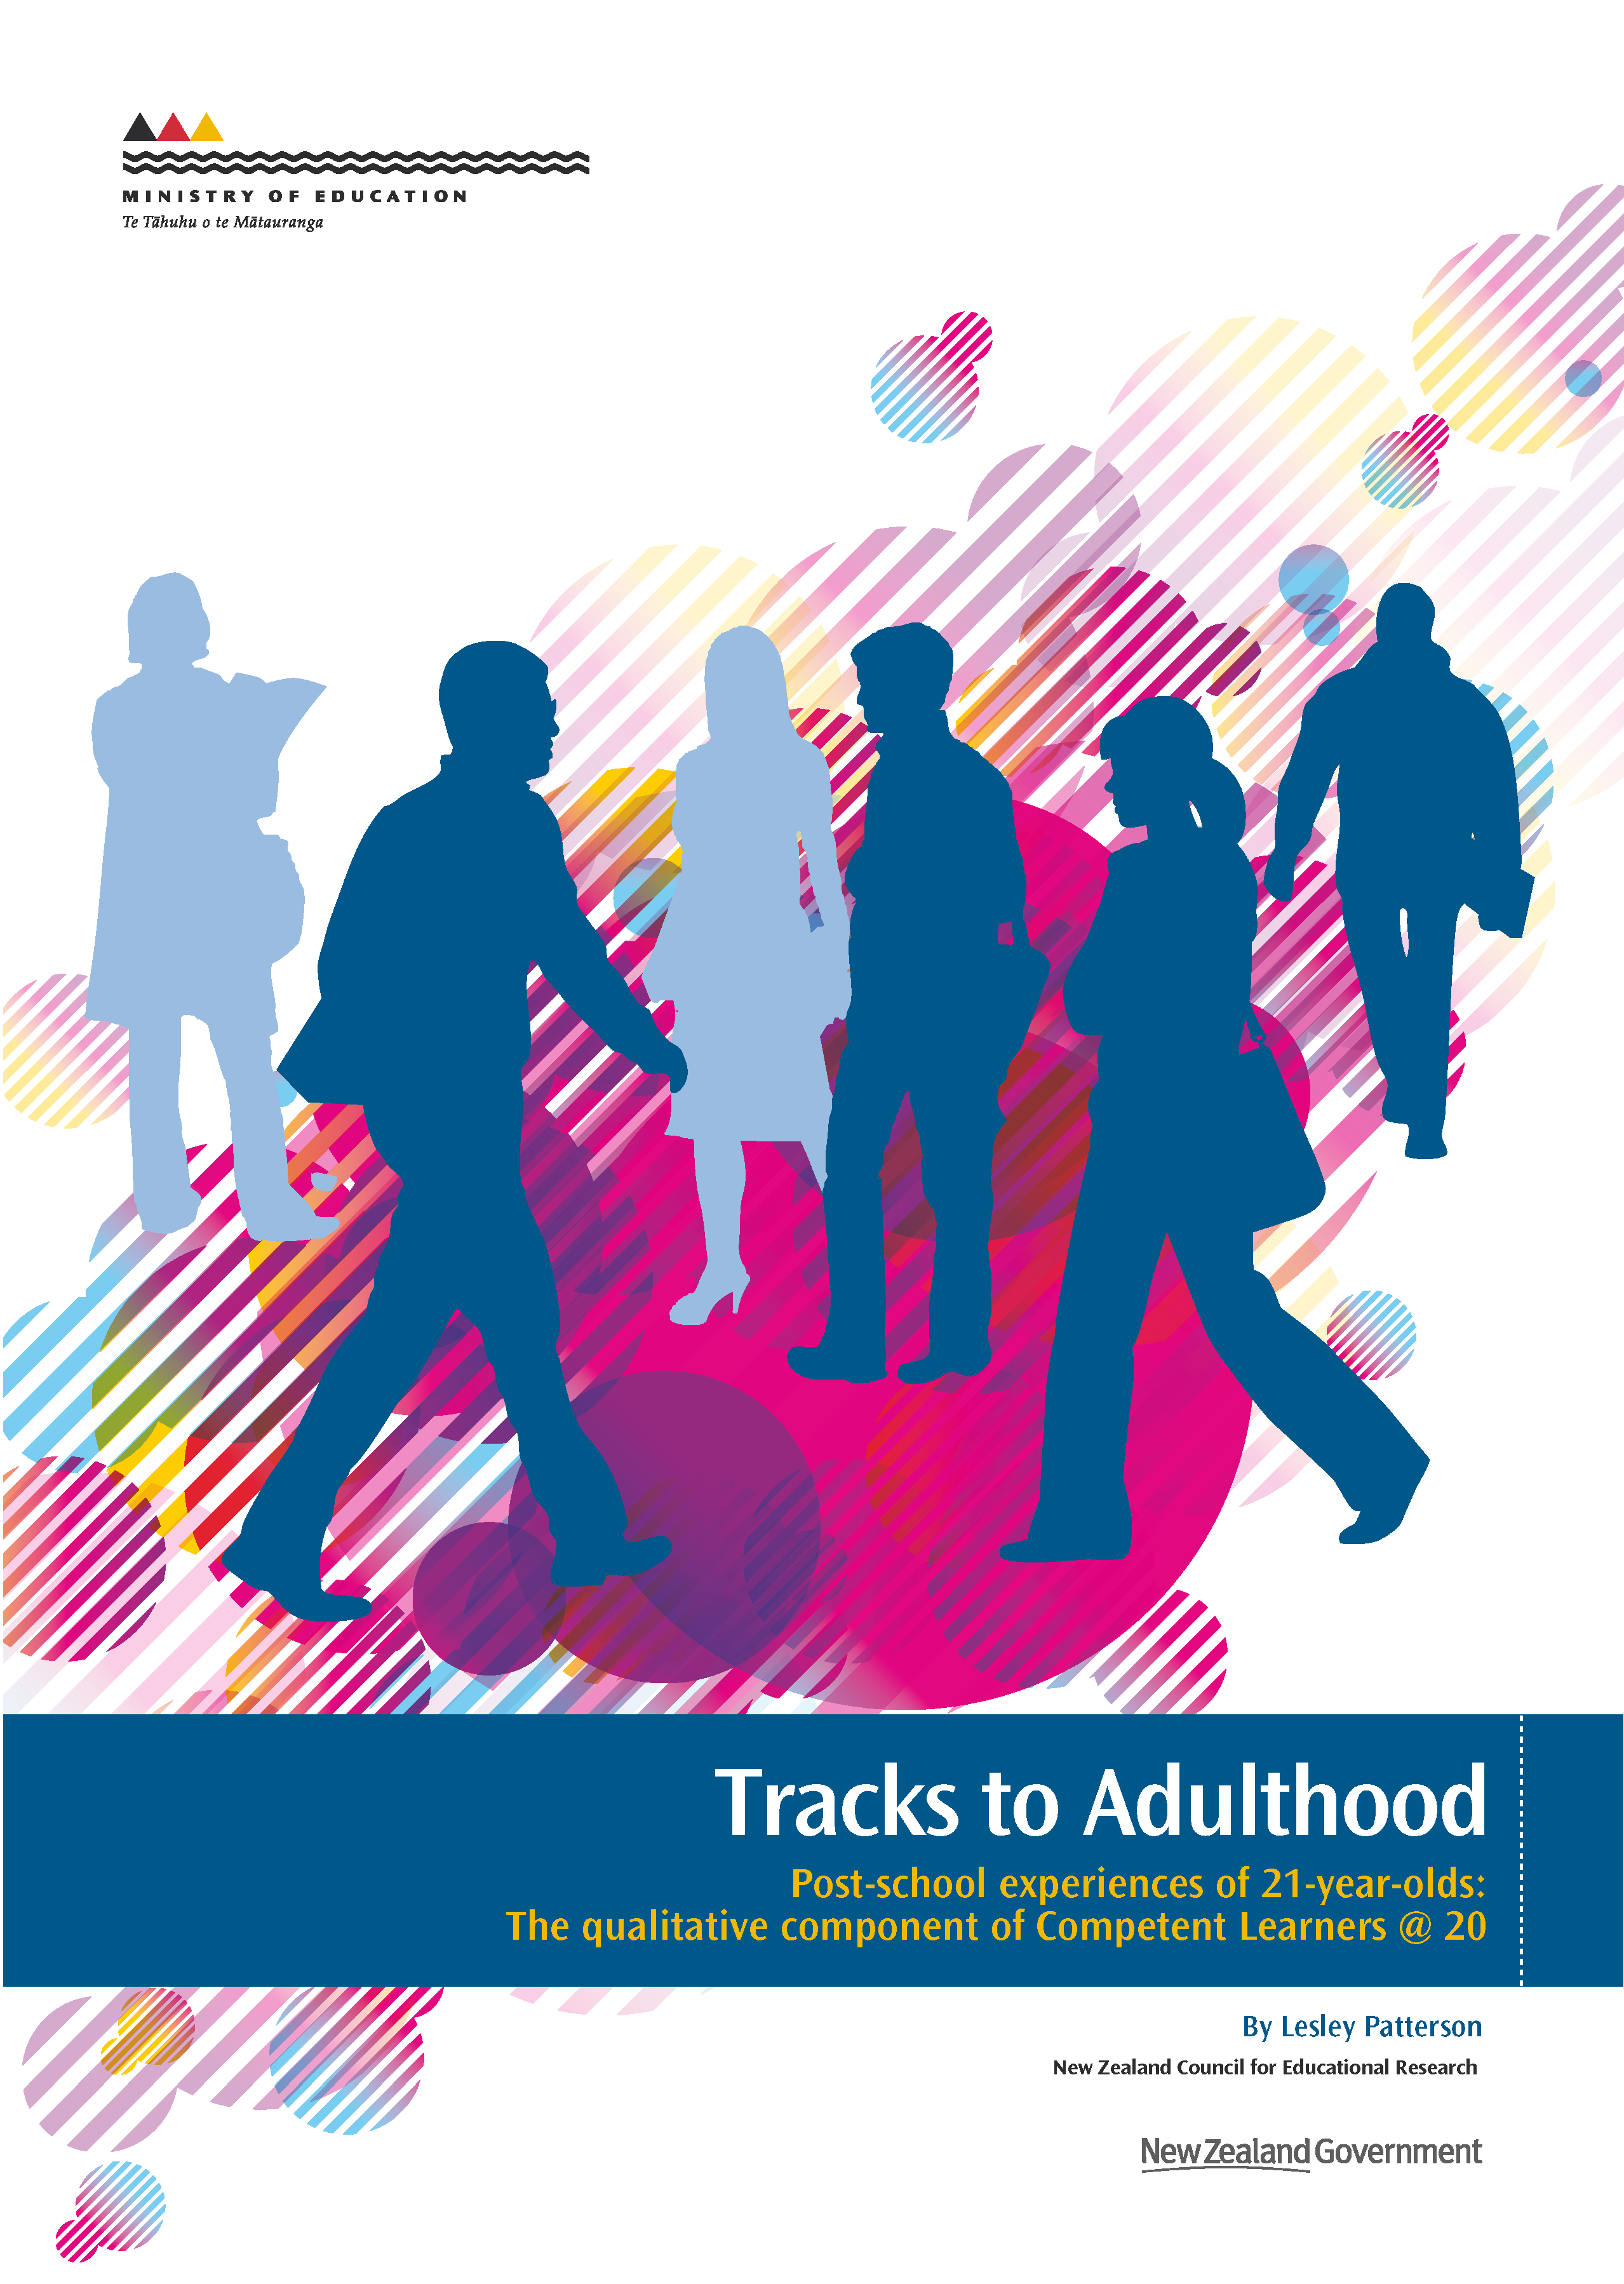 MINISTRY OF EDUCATION
Te Tāhuhu o te Mātauranga
Tracks to Adulthood
Post-school experiences of 21-year-olds:
The qualitative component of Competent Learners @ 20
By Lesley Patterson
New Zealand Council for Educational Research
New Zealand Government